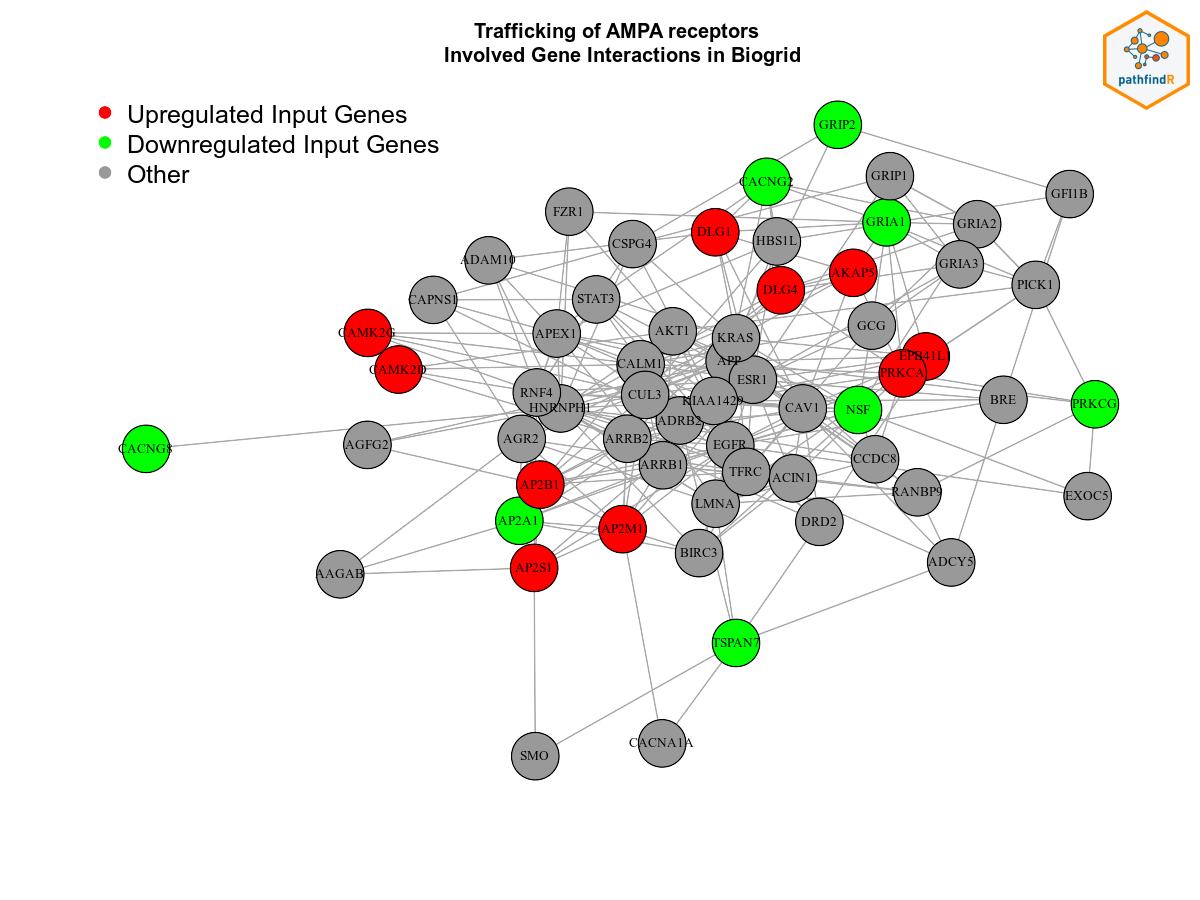 Trafficking of AMPA receptors
Involved Gene Interactions in Biogrid
pathfindR
Upregulated Input Genes
Downregulated Input Genes
Other
GRIP2
CACNG2
GRIP1
GFI1B
FZR1
DLG1
GRIA1
GRIA2
CSPG4
HBS1L
ADAM10
GRIA3
AKAP5
PICK1
DLG4
CAPNS1
STAT3
GCG
CAMK2G
APEX1
AKT1
KRAS
EPB41L1
CAMK2D
CALM1
APP
PRKCA
ESR1
RNF4
CUL3
KIAA1429
HNRNPH1
CAV1
NSF
BRE
PRKCG
ADRB2
CACNG8
AGFG2
AGR2
ARRB2
EGFR
CCDC8
ARRB1
TFRC
ACIN1
AP2B1
RANBP9
EXOC5
LMNA
AP2A1
DRD2
AP2M1
BIRC3
AP2S1
ADCY5
AAGAB
TSPAN7
CACNA1A
SMO